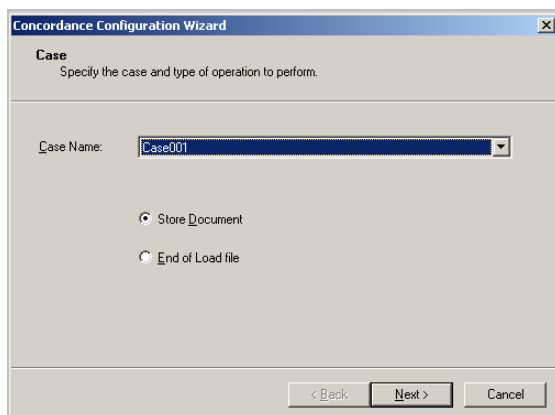 Concordance Configuration Wizard
Case
Specify the case and type of operation to perform.
Case Name: Case001
Store Document
End of Load file
< Back Next > Cancel